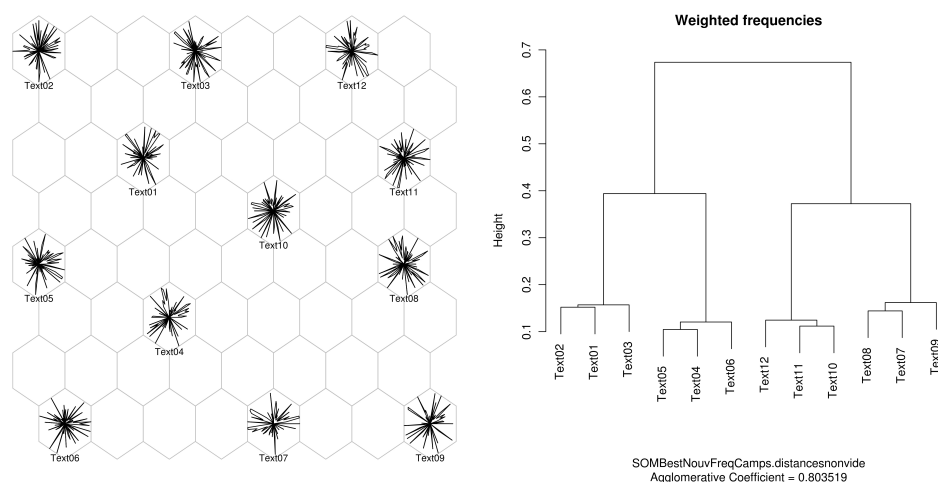 Text02
Text03
Text12
Text01
Text11
Text10
Text05
Text08
Text04
Text06
Text07
Text09
Weighted frequencies
Height
0.7
0.6
0.5
0.4
0.3
0.2
0.1
Text02
Text01
Text03
Text05
Text04
Text06
Text12
Text11
Text10
Text08
Text07
Text09
SOMBestNouvFreqCamps.distancesnonvide
Agglomerative Coefficient = 0.803519